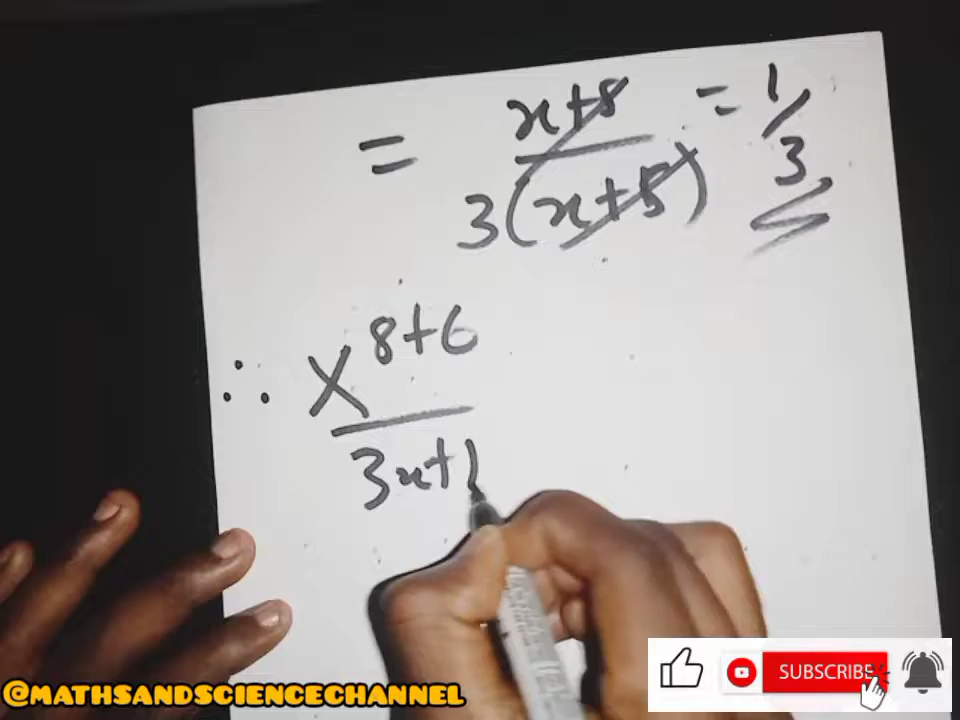 = x+8 / 3(x+5) = 1/3
∴ x^8+6 / 3x+1
@MATHSANDSCIENCECHANNEL
SUBSCRIBE